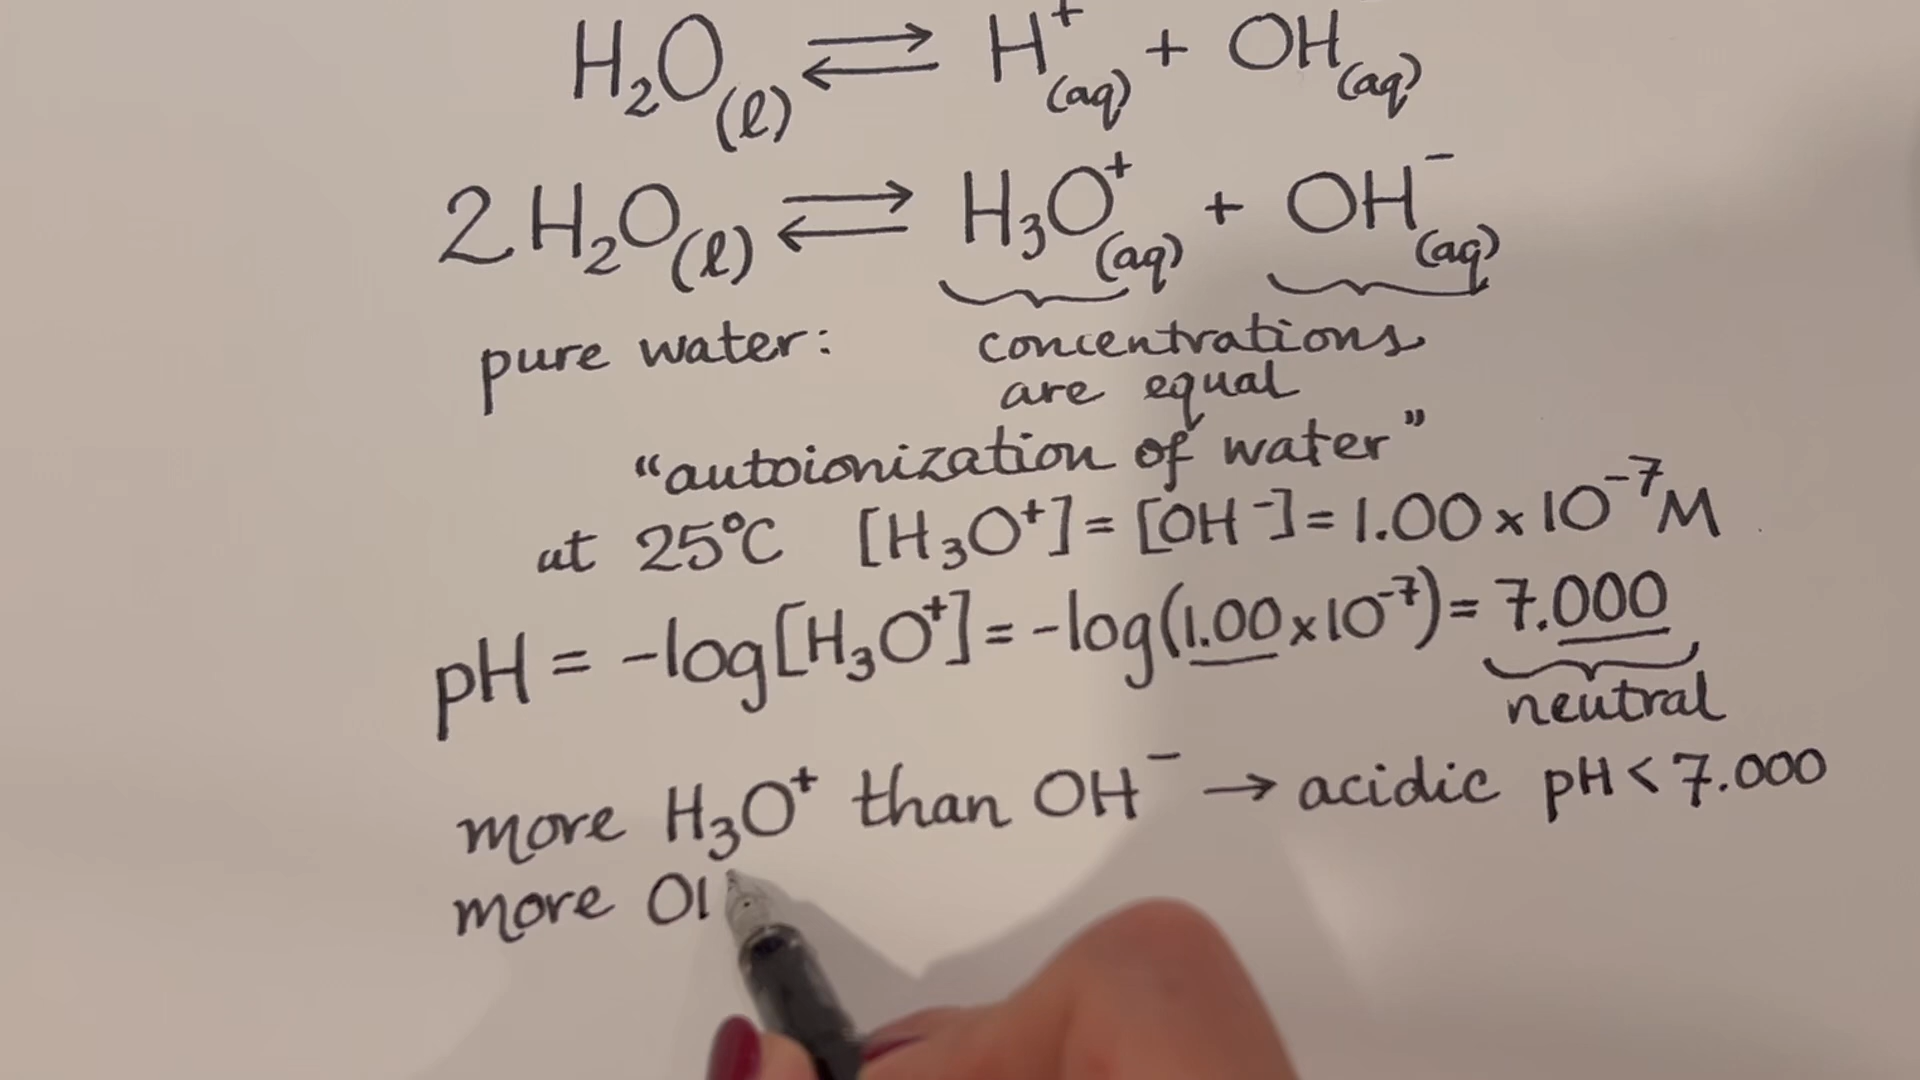 H₂O(l) ⇌ H⁺(aq) + OH(aq)
2H₂O(l) ⇌ H₃O⁺(aq) + OH⁻(aq)
pure water: concentrations
are equal
“autoionization of water”
at 25°C [H₃O⁺] = [OH⁻] = 1.00 × 10⁻⁷ M
pH = -log[H₃O⁺] = -log(1.00×10⁻⁷) = 7.000
neutral
more H₃O⁺ than OH⁻ → acidic pH < 7.000
more O